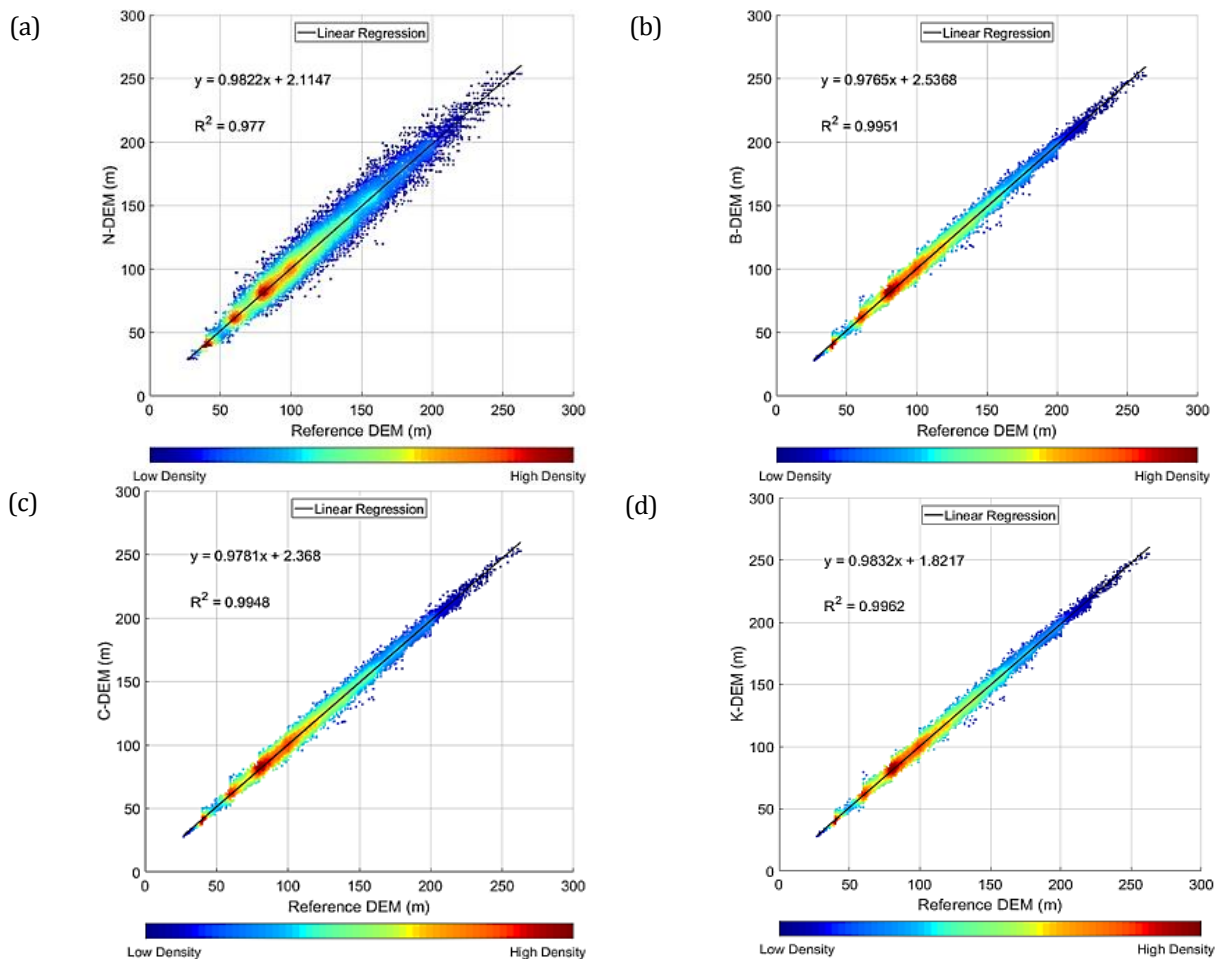 (a)
300
Linear Regression
250
y = 0.9822x + 2.1147
R² = 0.977
200
150
100
50
0
N-DEM (m)
0 50 100 150 200 250 300
Reference DEM (m)
Low Density High Density
(b)
300
Linear Regression
250
y = 0.9765x + 2.5368
R² = 0.9951
200
150
100
50
0
B-DEM (m)
0 50 100 150 200 250 300
Reference DEM (m)
Low Density High Density
(c)
300
Linear Regression
250
y = 0.9781x + 2.368
R² = 0.9948
200
150
100
50
0
C-DEM (m)
0 50 100 150 200 250 300
Reference DEM (m)
Low Density High Density
(d)
300
Linear Regression
250
y = 0.9832x + 1.8217
R² = 0.9962
200
150
100
50
0
K-DEM (m)
0 50 100 150 200 250 300
Reference DEM (m)
Low Density High Density